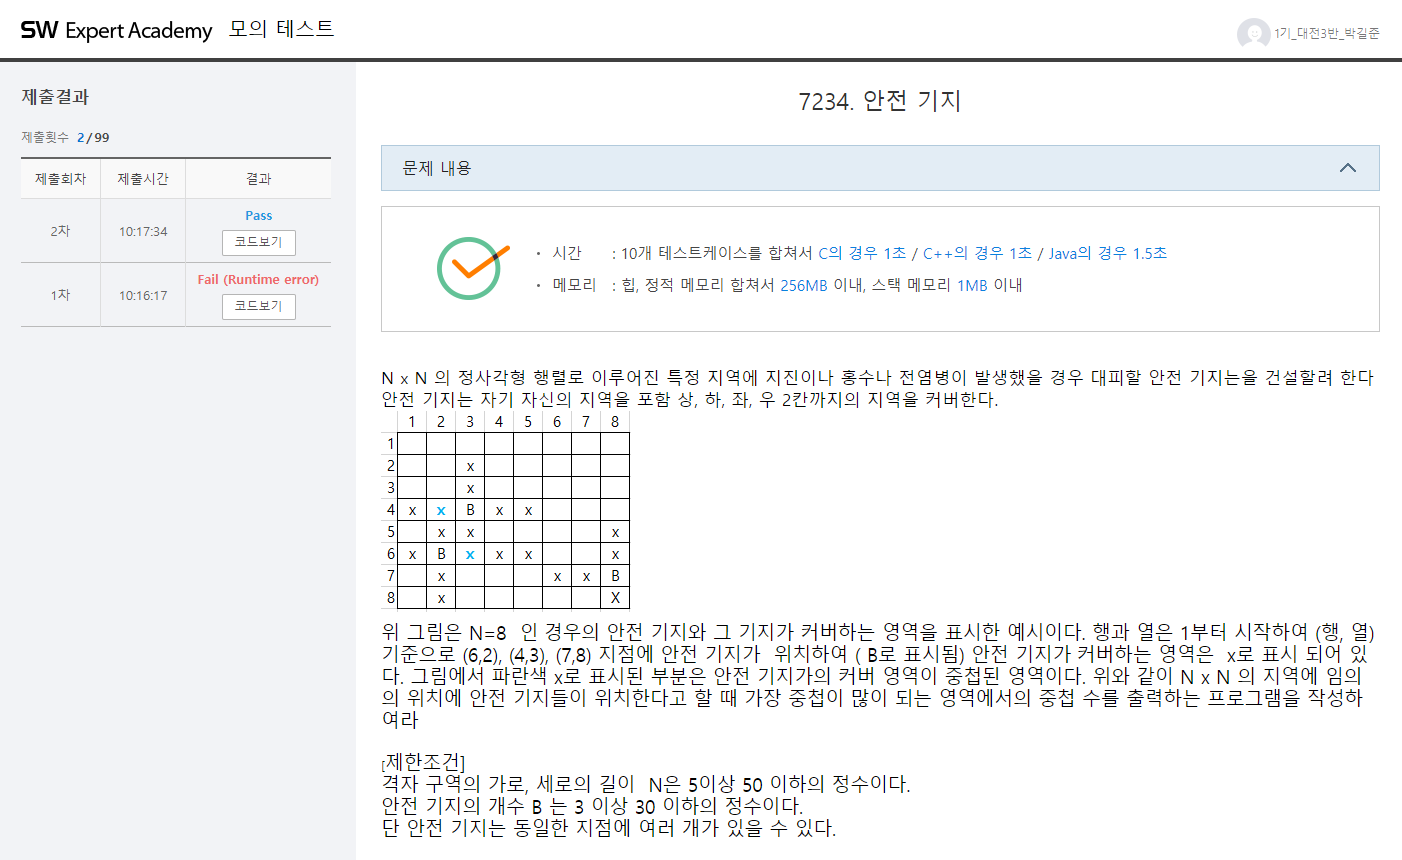 SW Expert Academy 모의 테스트
1기_대전3반_박길준
제출결과
제출횟수 2/99
제출회차 제출시간 결과
2차 10:17:34 Pass
코드보기
1차 10:16:17 Fail (Runtime error)
코드보기
7234. 안전 기지
문제 내용
• 시간 : 10개 테스트케이스를 합쳐서 C의 경우 1초 / C++의 경우 1초 / Java의 경우 1.5초
• 메모리 : 힙, 정적 메모리 합쳐서 256MB 이내, 스택 메모리 1MB 이내
N x N 의 정사각형 행렬로 이루어진 특정 지역에 지진이나 홍수나 전염병이 발생했을 경우 대피할 안전 기지는을 건설할려 한다
안전 기지는 자기 자신의 지역을 포함 상, 하, 좌, 우 2칸까지의 지역을 커버한다.
1 2 3 4 5 6 7 8
1
2 x
3 x
4 x x B x x
5 x x x
6 x B x x x x
7 x x x B
8 x X
위 그림은 N=8 인 경우의 안전 기지와 그 기지가 커버하는 영역을 표시한 예시이다. 행과 열은 1부터 시작하여 (행, 열)
기준으로 (6,2), (4,3), (7,8) 지점에 안전 기지가 위치하여 ( B로 표시됨) 안전 기지가 커버하는 영역은 x로 표시 되어 있
다. 그림에서 파란색 x로 표시된 부분은 안전 기지가의 커버 영역이 중첩된 영역이다. 위와 같이 N x N 의 지역에 임의
의 위치에 안전 기지들이 위치한다고 할 때 가장 중첩이 많이 되는 영역에서의 중첩 수를 출력하는 프로그램을 작성하
여라
[제한조건]
격자 구역의 가로, 세로의 길이 N은 5이상 50 이하의 정수이다.
안전 기지의 개수 B 는 3 이상 30 이하의 정수이다.
단 안전 기지는 동일한 지점에 여러 개가 있을 수 있다.